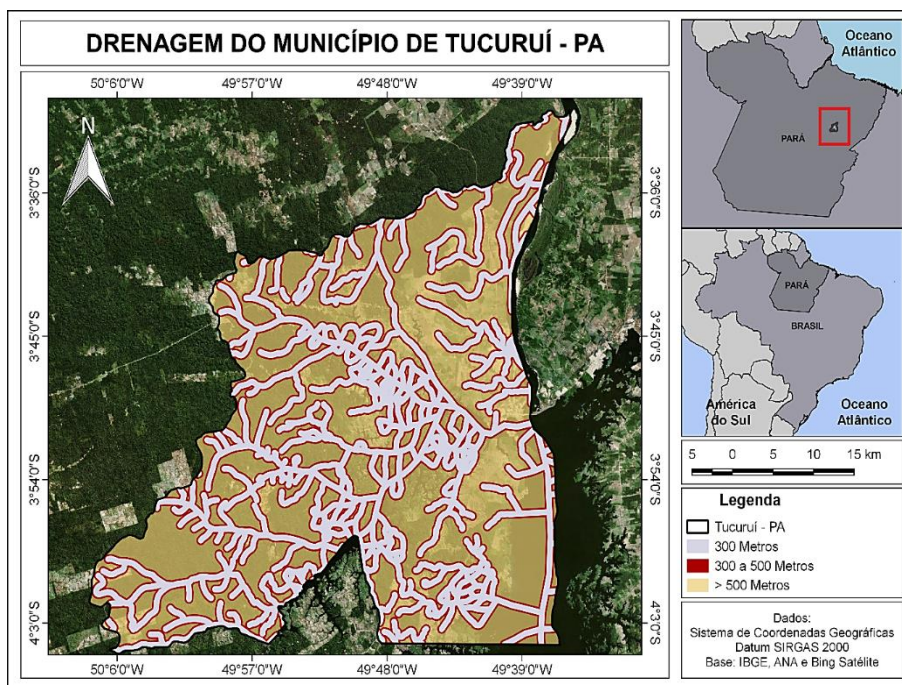 DRENAGEM DO MUNICÍPIO DE TUCURUÍ - PA
50°6'0"W 49°57'0"W 49°48'0"W 49°39'0"W
N
3°36'0"S
3°36'0"S
3°45'0"S
3°45'0"S
3°54'0"S
3°54'0"S
4°3'0"S
4°3'0"S
50°6'0"W 49°57'0"W 49°48'0"W 49°39'0"W
Oceano
Atlântico
PARÁ
PARÁ
BRASIL
América
do Sul
Oceano
Atlântico
5 0 5 10 15 km
Legenda
Tucuruí - PA
300 Metros
300 a 500 Metros
> 500 Metros
Dados:
Sistema de Coordenadas Geográficas
Datum SIRGAS 2000
Base: IBGE, ANA e Bing Satélite